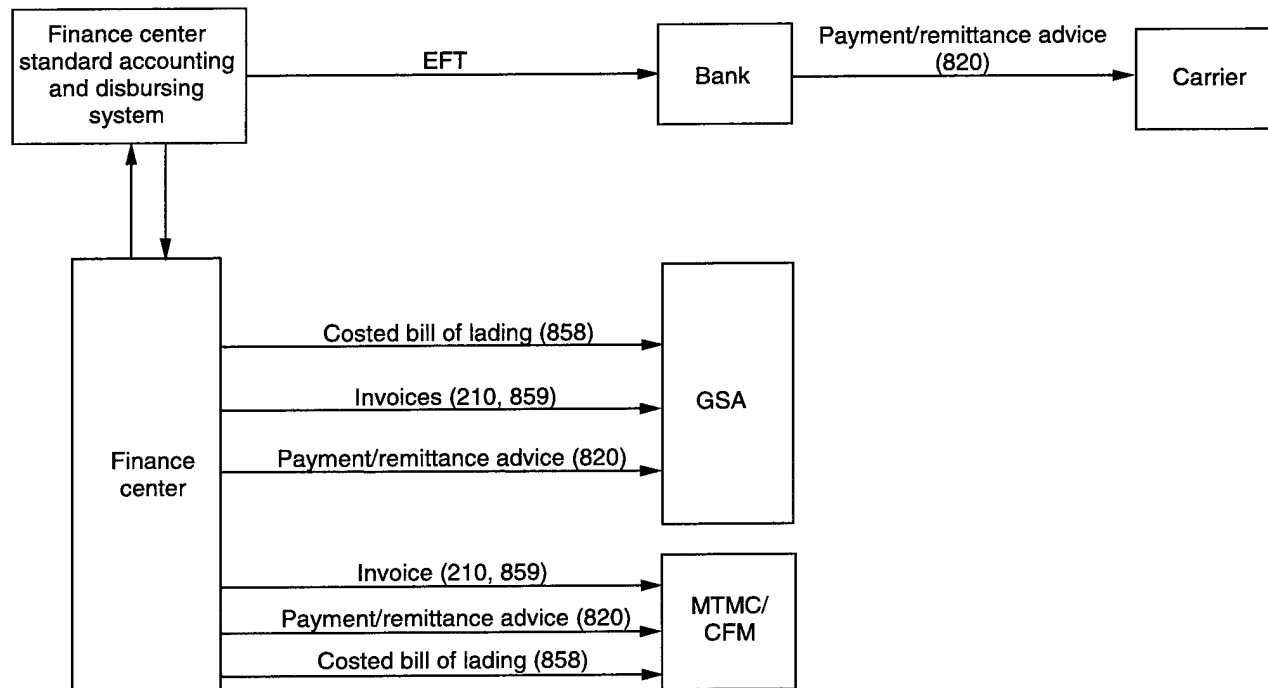 Finance center
standard accounting
and disbursing
system
EFT
Bank
Payment/remittance advice
(820)
Carrier
Finance
center
Costed bill of lading (858)
Invoices (210, 859)
Payment/remittance advice (820)
GSA
Invoice (210, 859)
Payment/remittance advice (820)
Costed bill of lading (858)
MTMC/
CFM